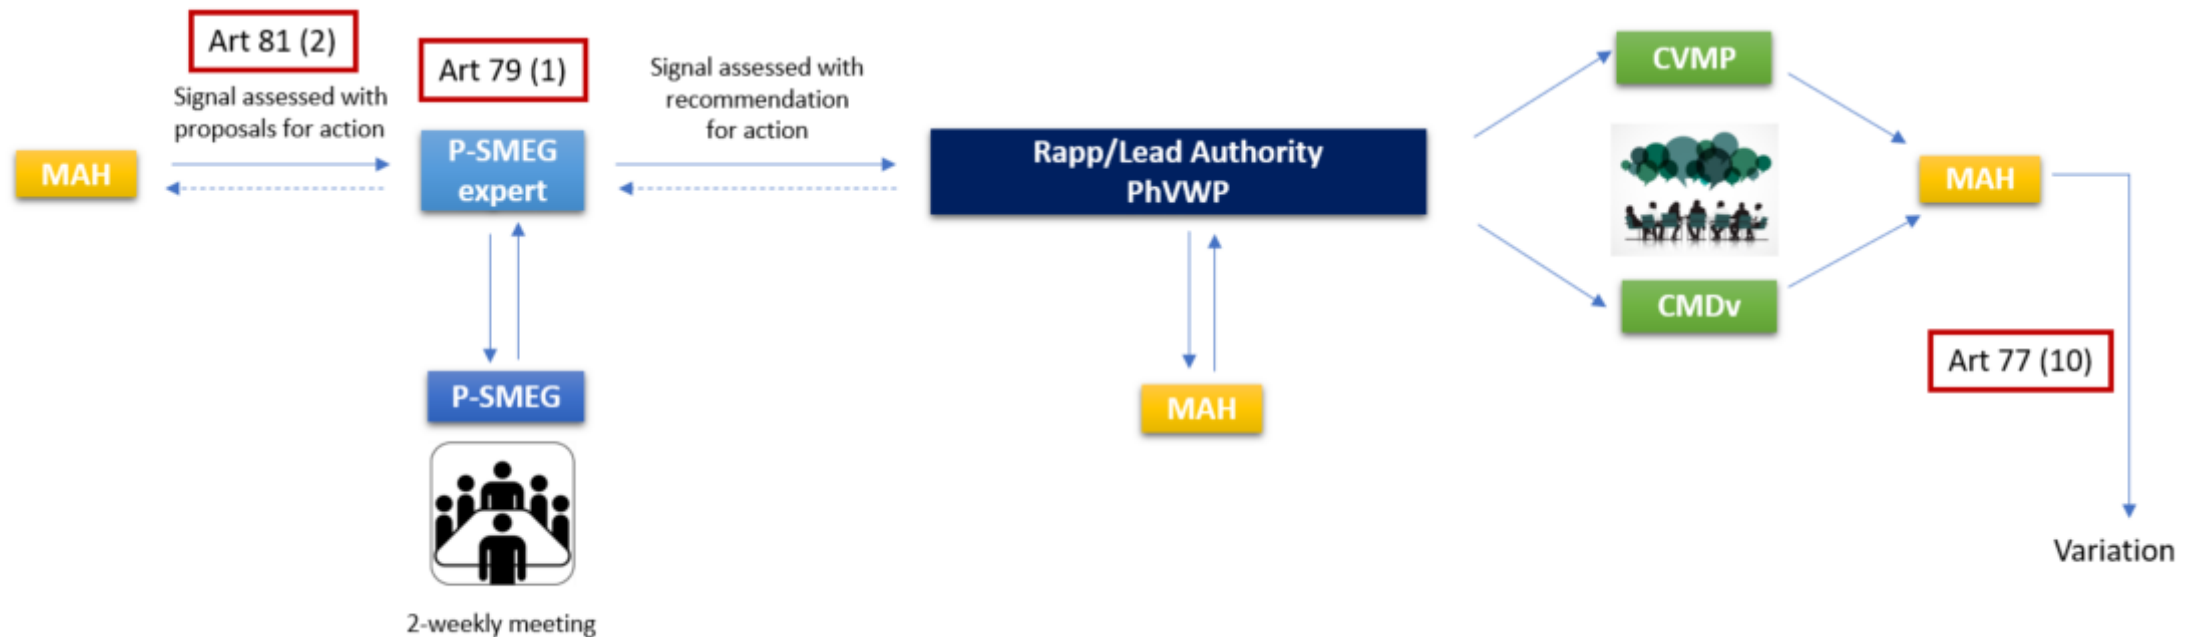 Art 81 (2)
Signal assessed with
proposals for action
MAH
Art 79 (1)
P-SMEG
expert
P-SMEG
2-weekly meeting
Signal assessed with
recommendation
for action
Rapp/Lead Authority
PhVWP
MAH
CVMP
CMDv
MAH
Art 77 (10)
Variation